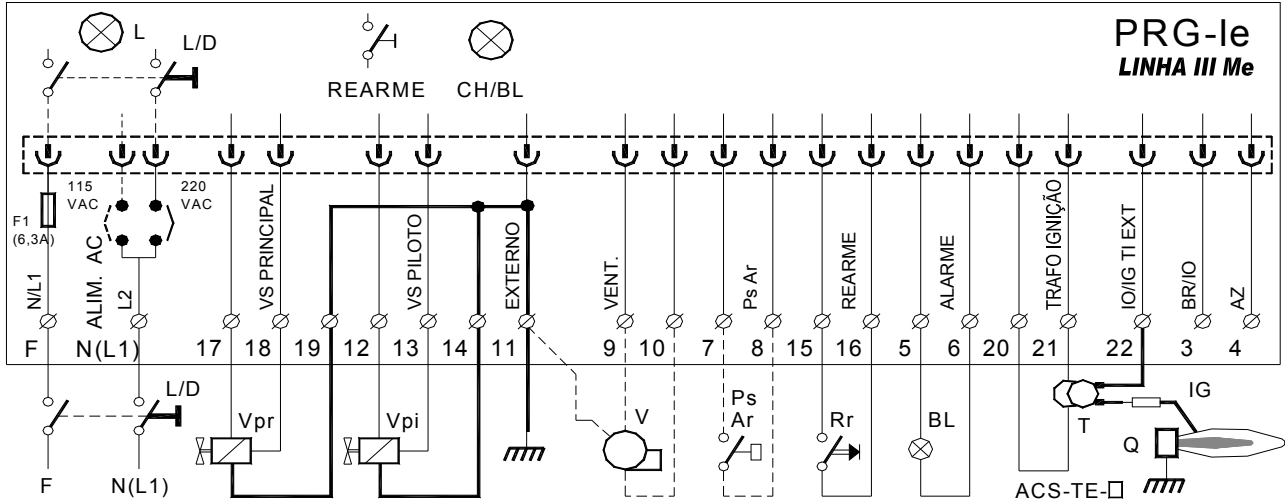 L
L/D
REARME
CH/BL
PRG-Ie
LINHA III Me
115
VAC
220
VAC
F1
(6,3A)
N/L1
ALIM. AC
L2
VS PRINCIPAL
VS PILOTO
EXTERNO
VENT.
Ps Ar
REARME
ALARME
TRAFO IGNIÇÃO
IO/IG TI EXT
BR/IO
AZ
F N(L1) 17 18 19 12 13 14 11 9 10 7 8 15 16 5 6 20 21 22 3 4
L/D
Vpr
Vpi
V
Ps
Ar
Rr
BL
T
IG
Q
F
N(L1)
ACS-TE-□